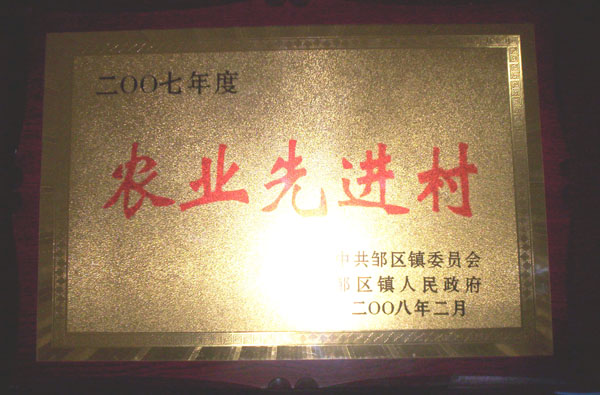 二〇〇七年度
农业先进村
中共邹区镇委员会
邹区镇人民政府
二〇〇八年二月